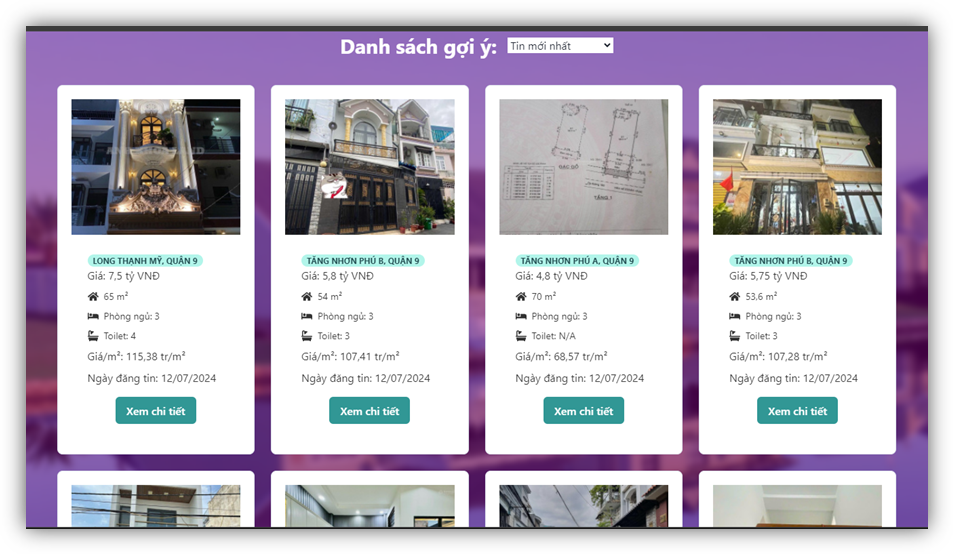 Danh sách gợi ý:
Tin mới nhất
LONG THẠNH MỸ, QUẬN 9
Giá: 7,5 tỷ VNĐ
65 m²
Phòng ngủ: 3
Toilet: 4
Giá/m²: 115,38 tr/m²
Ngày đăng tin: 12/07/2024
Xem chi tiết
TĂNG NHƠN PHÚ B, QUẬN 9
Giá: 5,8 tỷ VNĐ
54 m²
Phòng ngủ: 3
Toilet: 3
Giá/m²: 107,41 tr/m²
Ngày đăng tin: 12/07/2024
Xem chi tiết
TẦNG 1
TĂNG NHƠN PHÚ A, QUẬN 9
Giá: 4,8 tỷ VNĐ
70 m²
Phòng ngủ: 3
Toilet: N/A
Giá/m²: 68,57 tr/m²
Ngày đăng tin: 12/07/2024
Xem chi tiết
TĂNG NHƠN PHÚ B, QUẬN 9
Giá: 5,75 tỷ VNĐ
53,6 m²
Phòng ngủ: 3
Toilet: 3
Giá/m²: 107,28 tr/m²
Ngày đăng tin: 12/07/2024
Xem chi tiết